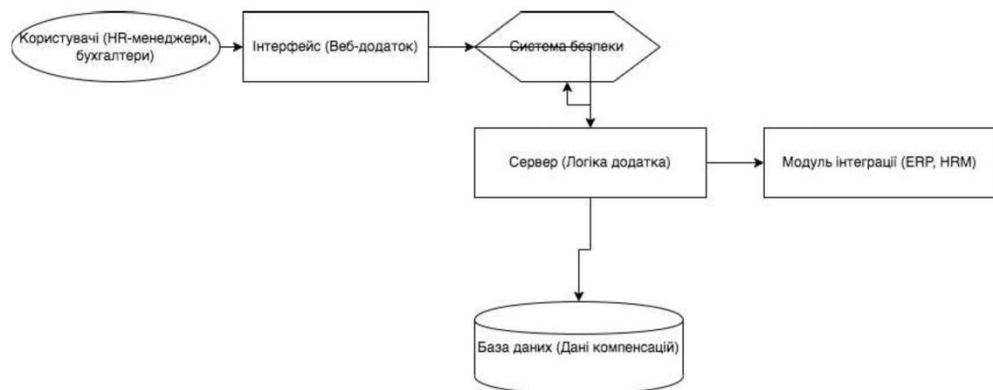 Користувачі (HR-менеджери,
бухгалтери)
Інтерфейс (Веб-додаток)
Система безпеки
Сервер (Логіка додатка)
Модуль інтеграції (ERP, HRM)
База даних (Дані компенсацій)